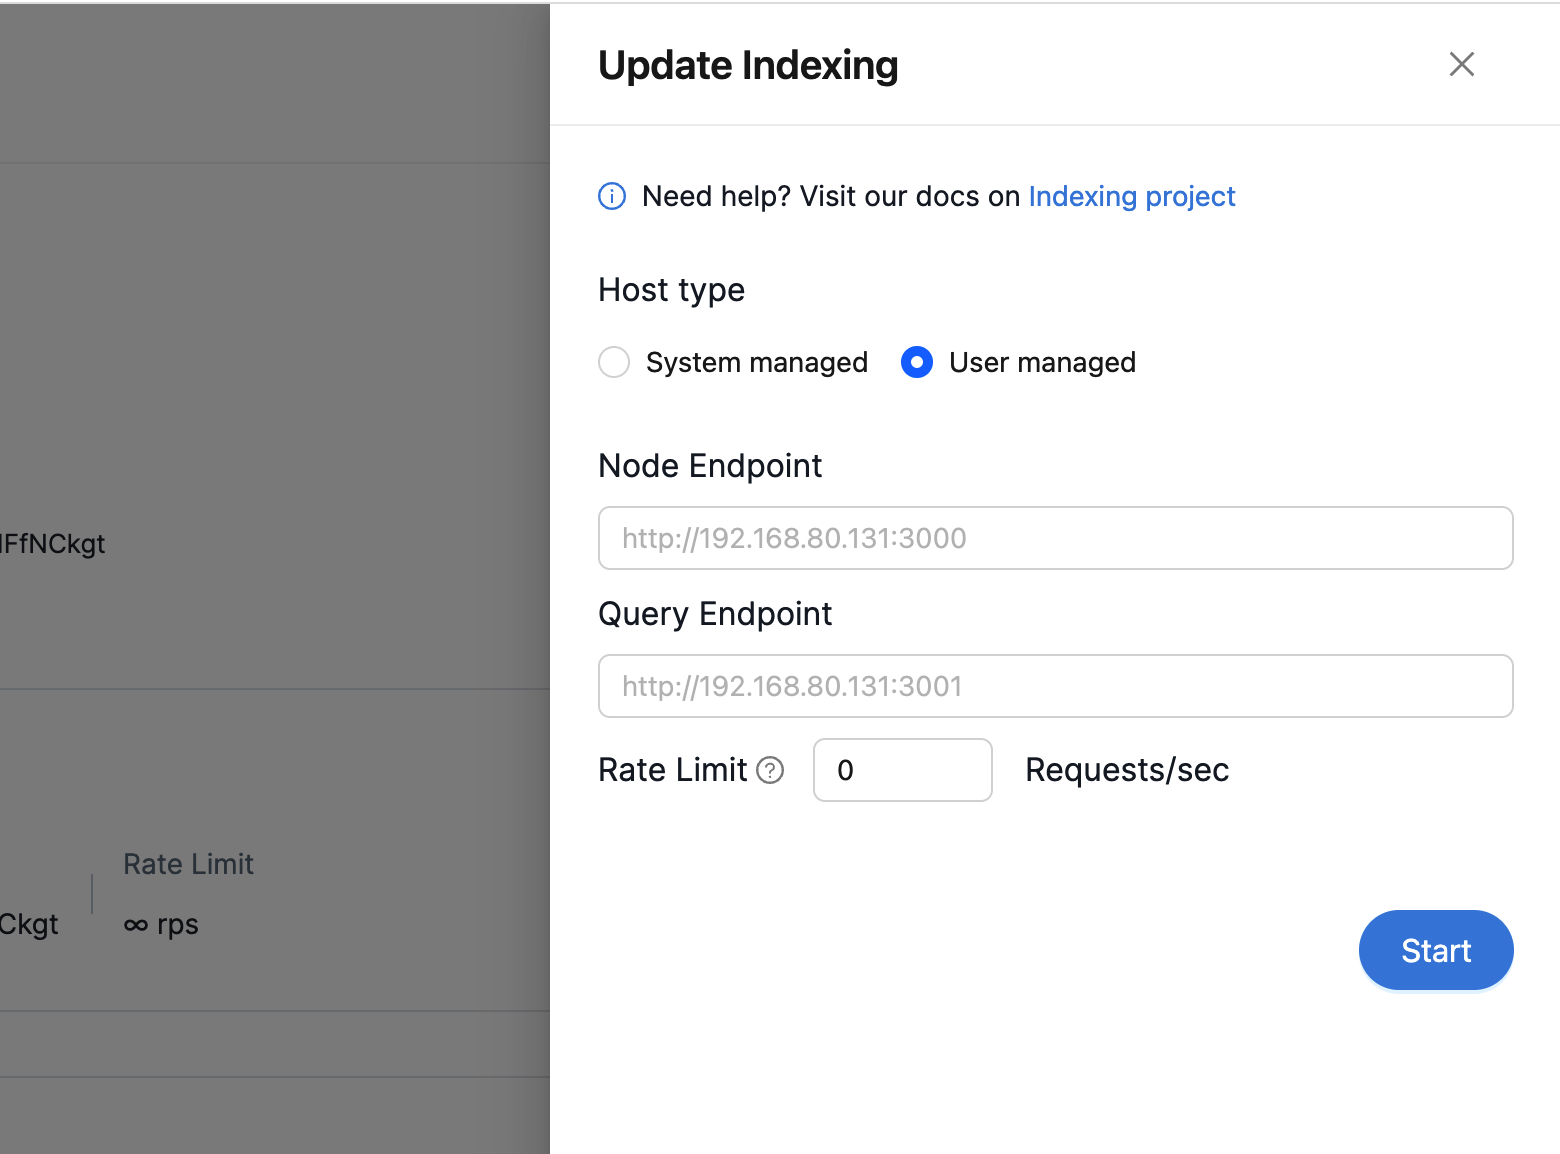 Update Indexing
Need help? Visit our docs on Indexing project
Host type
System managed User managed
Node Endpoint
http://192.168.80.131:3000
Query Endpoint
http://192.168.80.131:3001
Rate Limit 0 Requests/sec
Start
FfNCkgt
Rate Limit
Ckgt
∞ rps